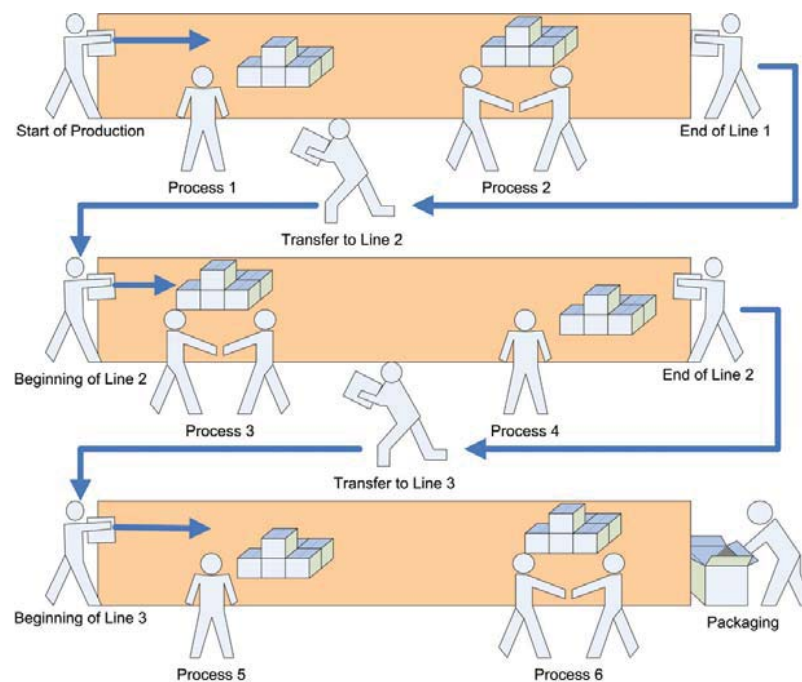 Start of Production
End of Line 1
Process 1
Process 2
Transfer to Line 2
Beginning of Line 2
End of Line 2
Process 3
Process 4
Transfer to Line 3
Beginning of Line 3
Packaging
Process 5
Process 6